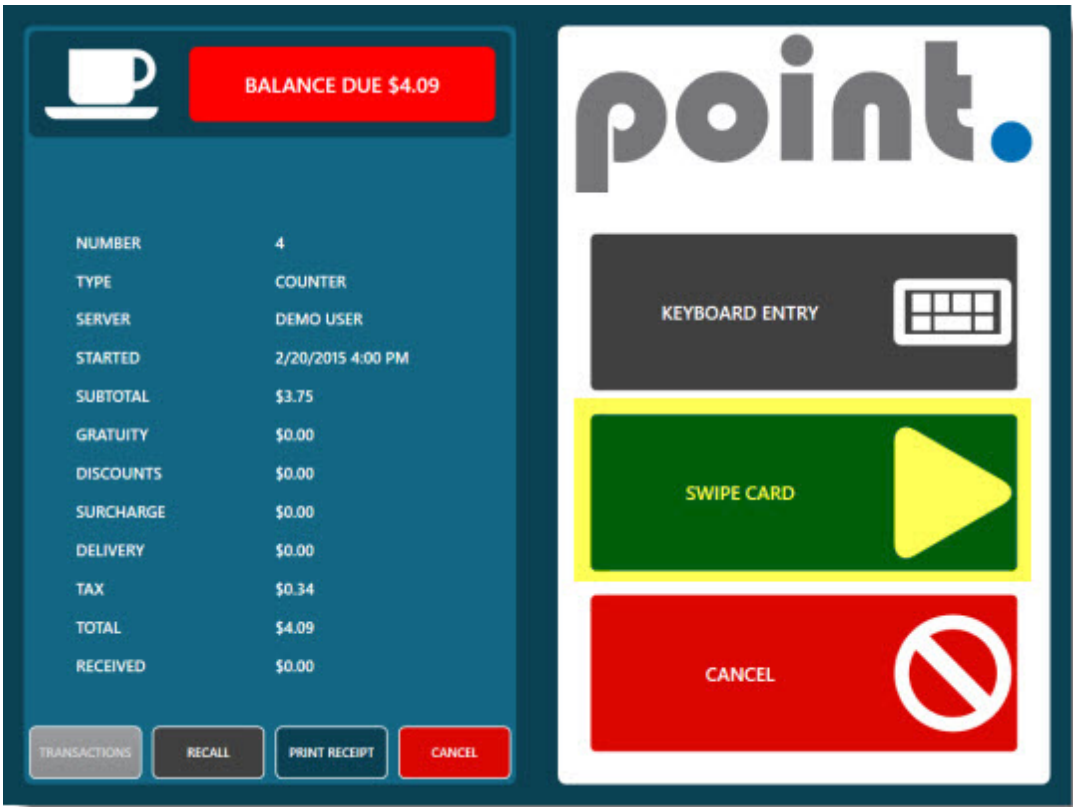 BALANCE DUE $4.09
NUMBER 4
TYPE COUNTER
SERVER DEMO USER
STARTED 2/20/2015 4:00 PM
SUBTOTAL $3.75
GRATUITY $0.00
DISCOUNTS $0.00
SURCHARGE $0.00
DELIVERY $0.00
TAX $0.34
TOTAL $4.09
RECEIVED $0.00
TRANSACTIONS RECALL PRINT RECEIPT CANCEL
point.
KEYBOARD ENTRY
SWIPE CARD
CANCEL